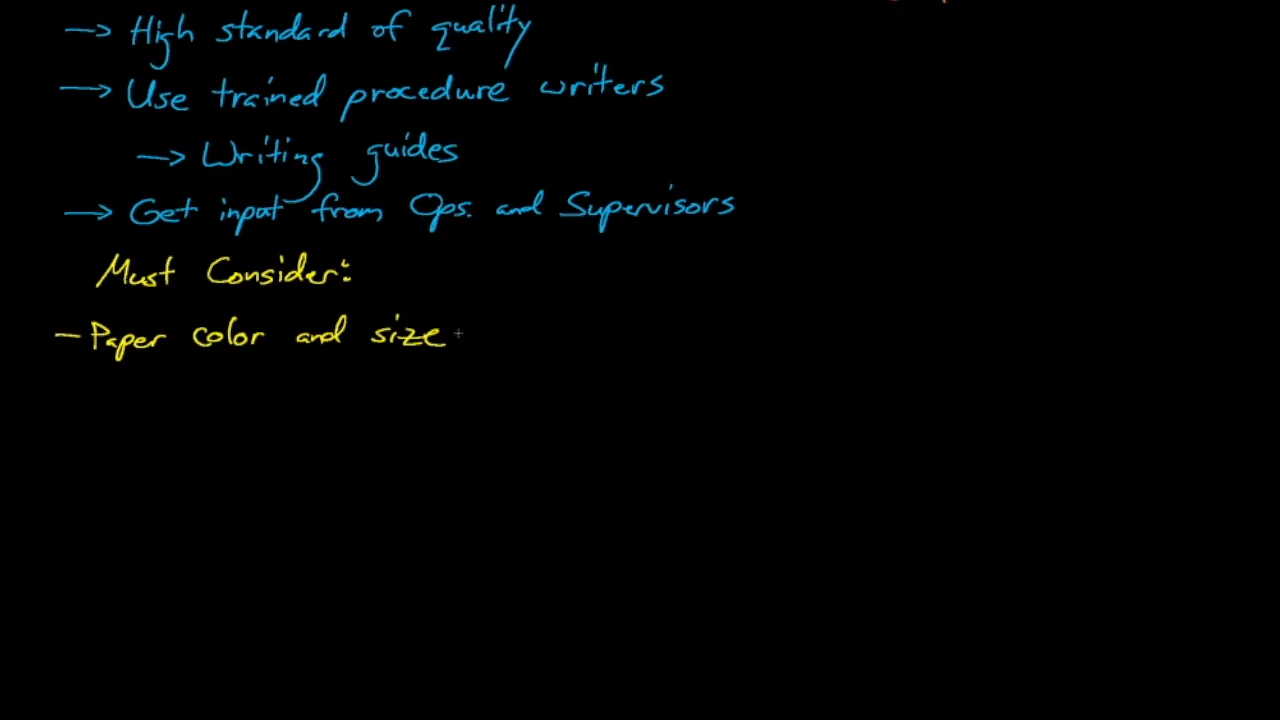 → High standard of quality
→ Use trained procedure writers
→ Writing guides
→ Get input from Ops. and Supervisors
Must Consider:
- Paper color and size